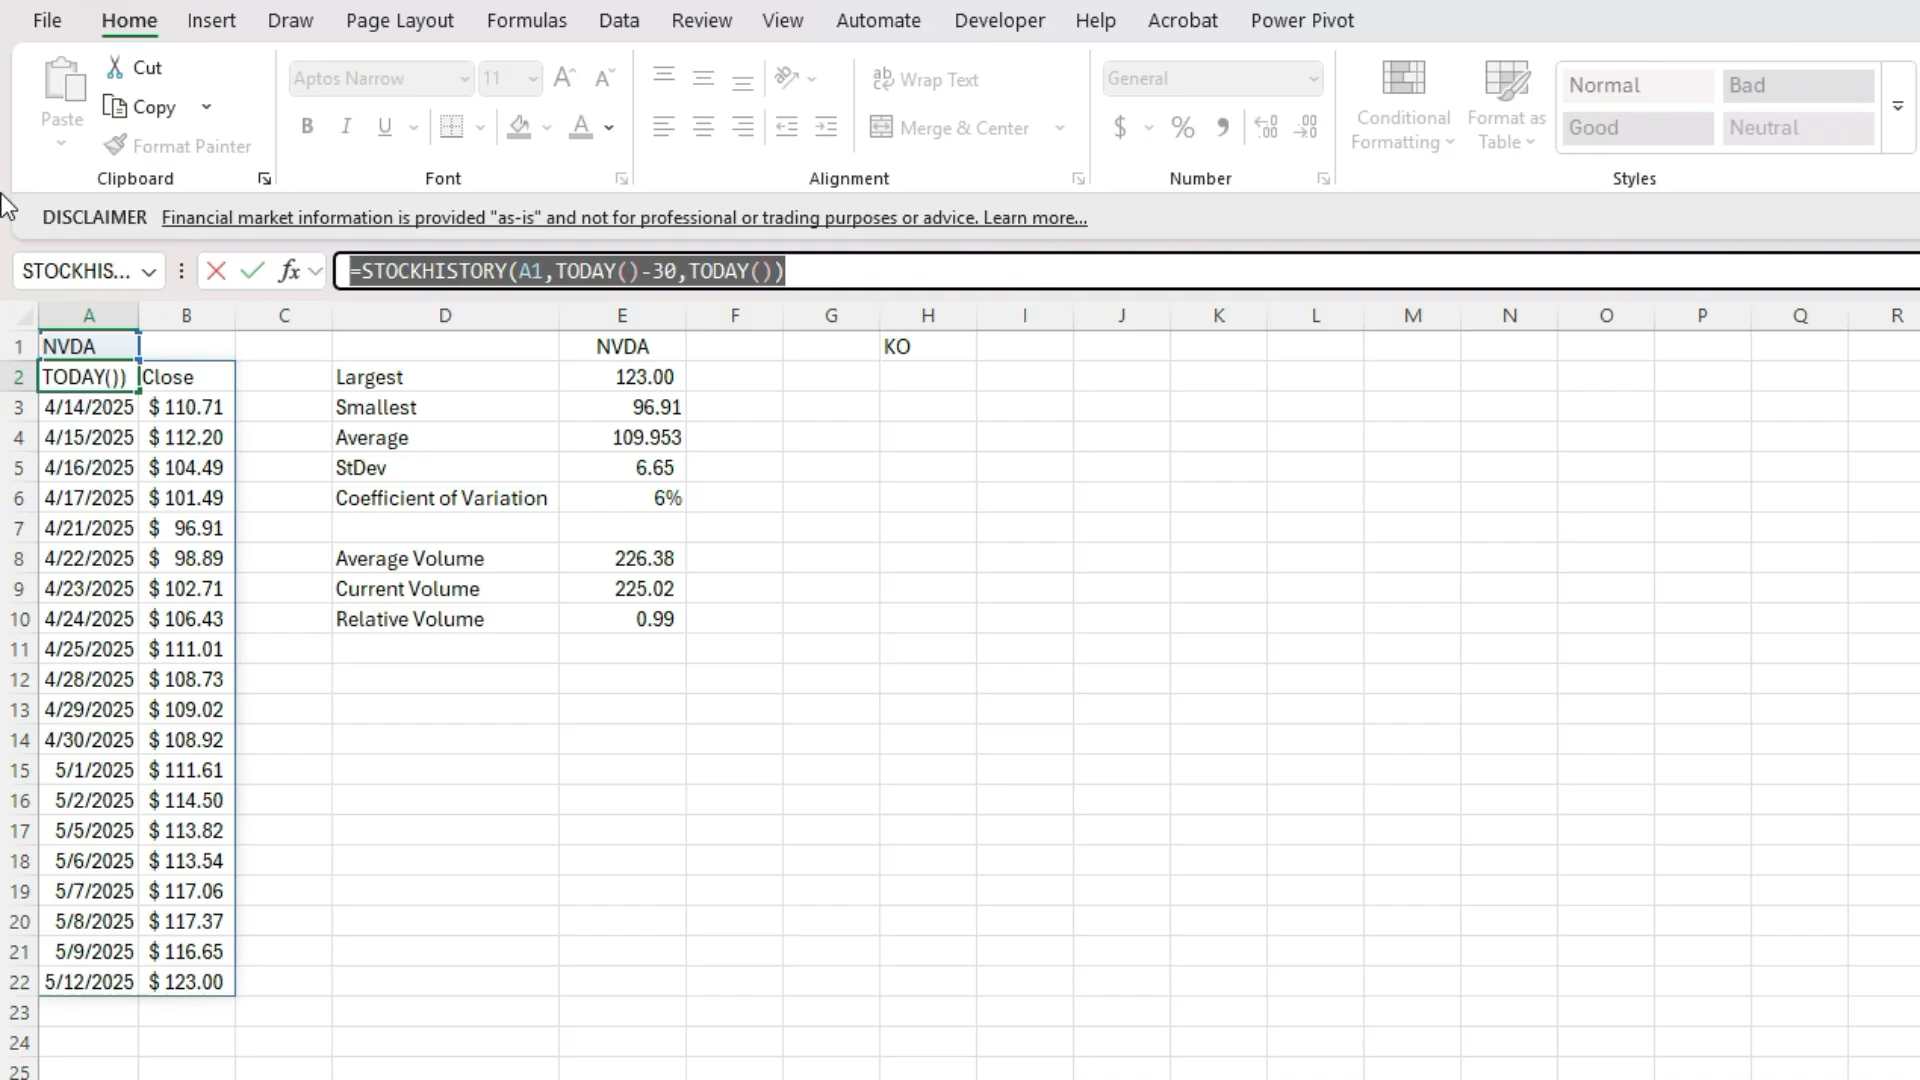 File Home Insert Draw Page Layout Formulas Data Review View Automate Developer Help Acrobat Power Pivot
Paste
Cut
Copy
Format Painter
Clipboard
Aptos Narrow 11 A A
B I U A
Font
ab Wrap Text
Merge & Center
Alignment
General
$ % , .00 .00
Number
Conditional Formatting
Format as Table
Normal Bad
Good Neutral
Styles
DISCLAIMER Financial market information is provided "as-is" and not for professional or trading purposes or advice. Learn more...
STOCKHIS... fx =STOCKHISTORY(A1,TODAY()-30,TODAY())
A B C D E F G H I J K L M N O P Q R
1 NVDA NVDA KO
2 TODAY()) Close Largest 123.00
3 4/14/2025 $ 110.71 Smallest 96.91
4 4/15/2025 $ 112.20 Average 109.953
5 4/16/2025 $ 104.49 StDev 6.65
6 4/17/2025 $ 101.49 Coefficient of Variation 6%
7 4/21/2025 $ 96.91
8 4/22/2025 $ 98.89 Average Volume 226.38
9 4/23/2025 $ 102.71 Current Volume 225.02
10 4/24/2025 $ 106.43 Relative Volume 0.99
11 4/25/2025 $ 111.01
12 4/28/2025 $ 108.73
13 4/29/2025 $ 109.02
14 4/30/2025 $ 108.92
15 5/1/2025 $ 111.61
16 5/2/2025 $ 114.50
17 5/5/2025 $ 113.82
18 5/6/2025 $ 113.54
19 5/7/2025 $ 117.06
20 5/8/2025 $ 117.37
21 5/9/2025 $ 116.65
22 5/12/2025 $ 123.00
23
24
25